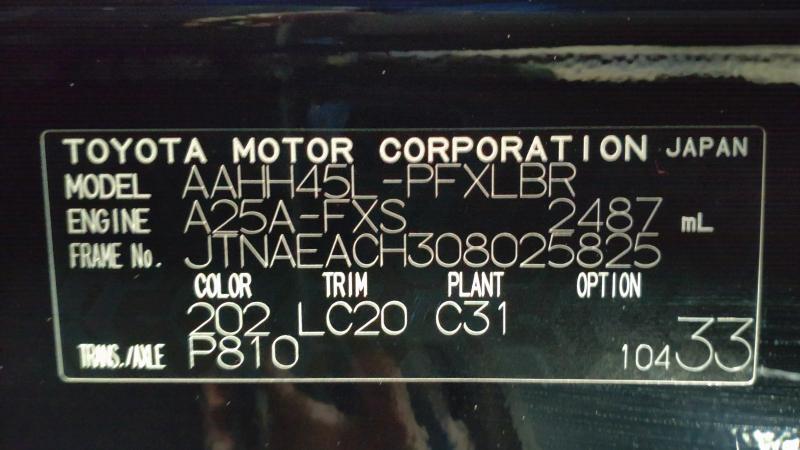 TOYOTA MOTOR CORPORATION JAPAN
MODEL AAHH45L-PFXLBR
ENGINE A25A-FXS 2487 mL
FRAME No. JTNAEACH308025825
COLOR TRIM PLANT OPTION
202 LC20 C31
TRANS./AXLE P810 10433